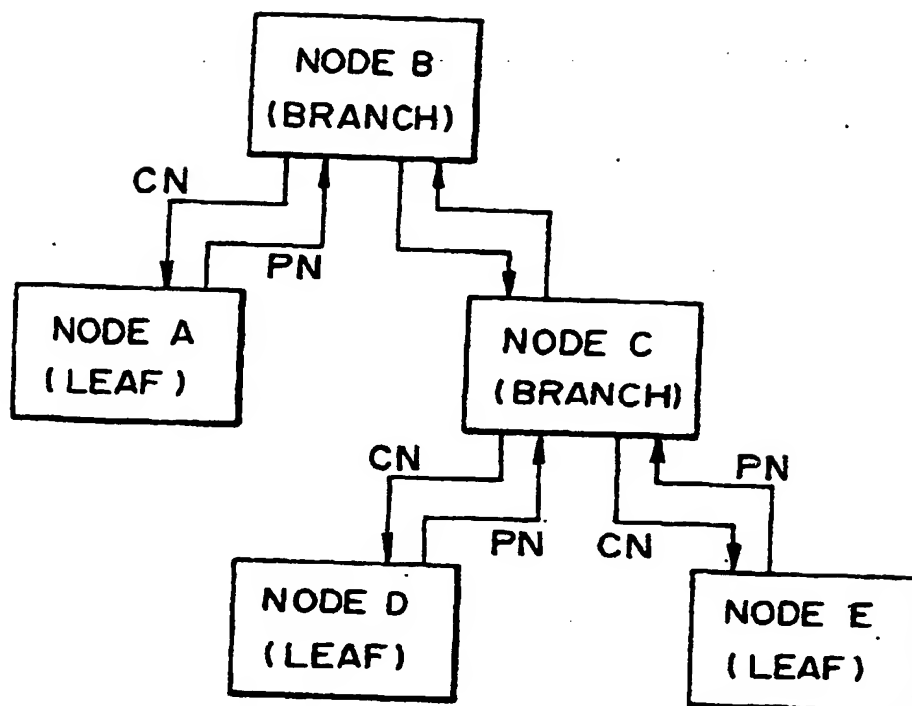 NODE B
(BRANCH)
CN
PN
NODE A
(LEAF)
NODE C
(BRANCH)
CN
PN
PN
CN
NODE D
(LEAF)
NODE E
(LEAF)